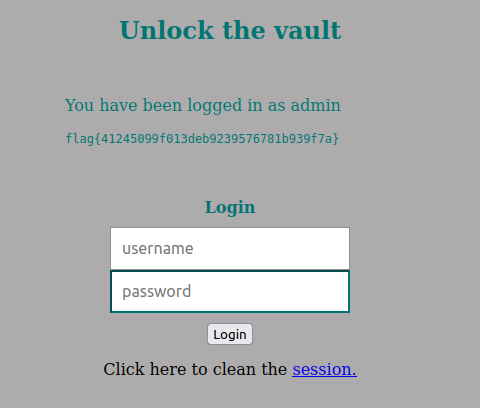 Unlock the vault
You have been logged in as admin
flag{41245099f013deb9239576781b939f7a}
Login
username
password
Login
Click here to clean the session.